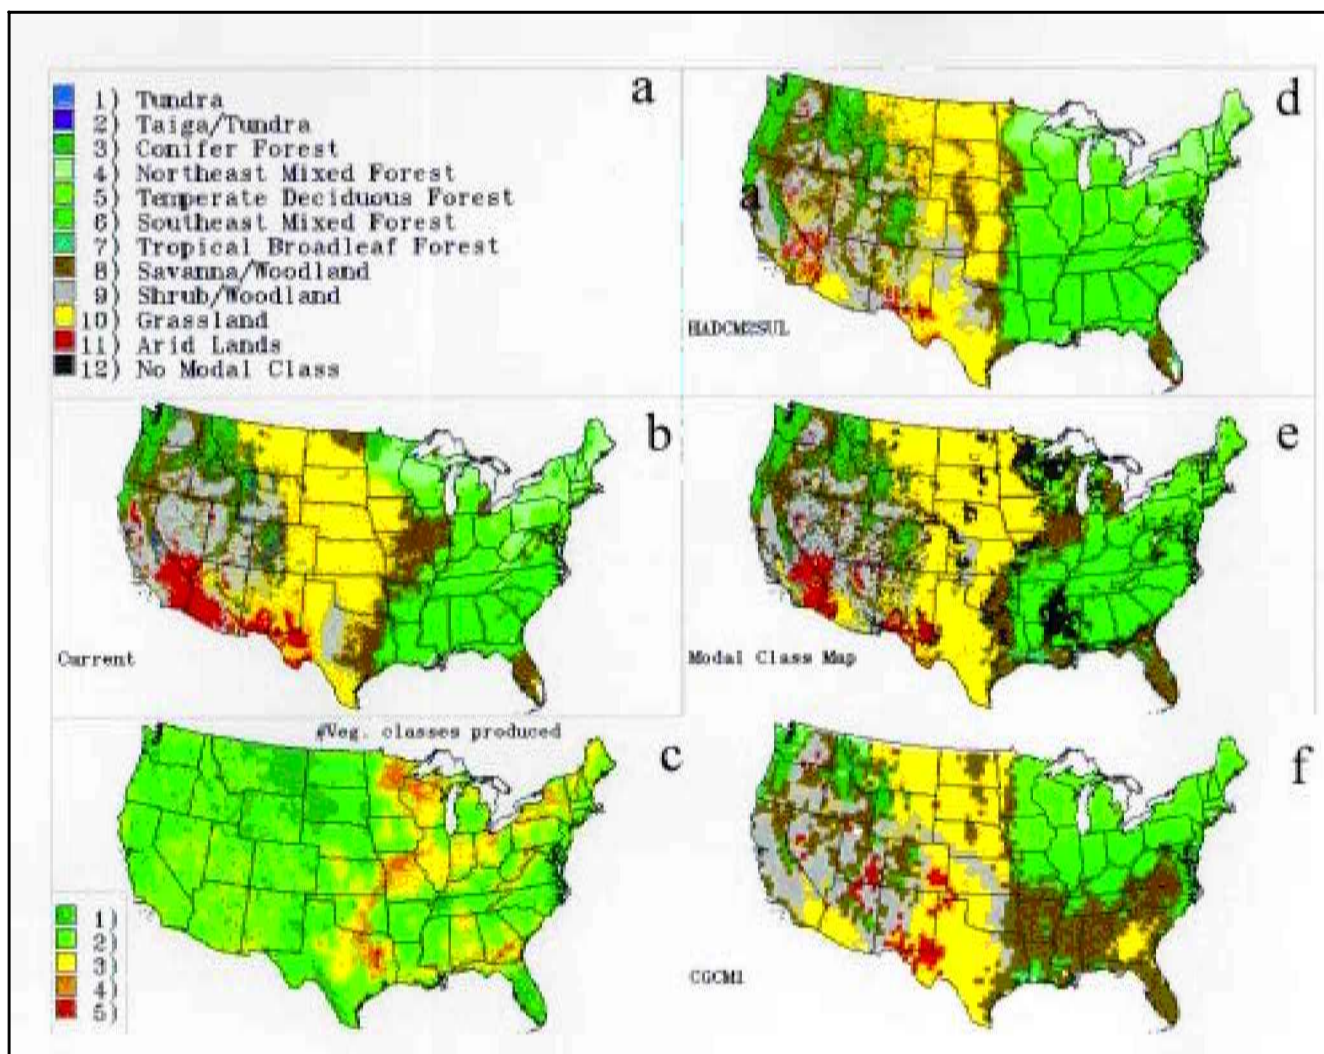 a
1) Tundra
2) Taiga/Tundra
3) Conifer Forest
4) Northeast Mixed Forest
5) Temperate Deciduous Forest
6) Southeast Mixed Forest
7) Tropical Broadleaf Forest
8) Savanna/Woodland
9) Shrub/Woodland
10) Grassland
11) Arid Lands
12) No Modal Class
d
a
HADCM2SUL
b
Current
e
Modal Class Map
#Veg. classes produced
c
1)
2)
3)
4)
5)
f
CGCM1